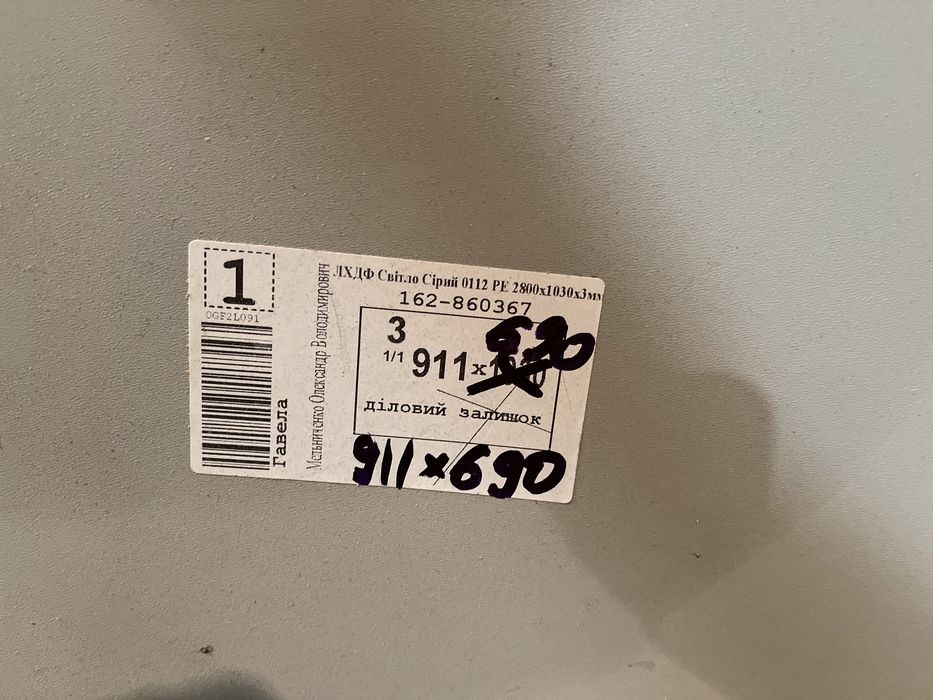 1
0GF2L091
Гавела
Мельниченко Олександр Володимирович
ЛХДФ Світло Сірий 0112 PE 2800x1030x3мм
162-860367
3
690
1/1 911x
діловий залишок
911x690